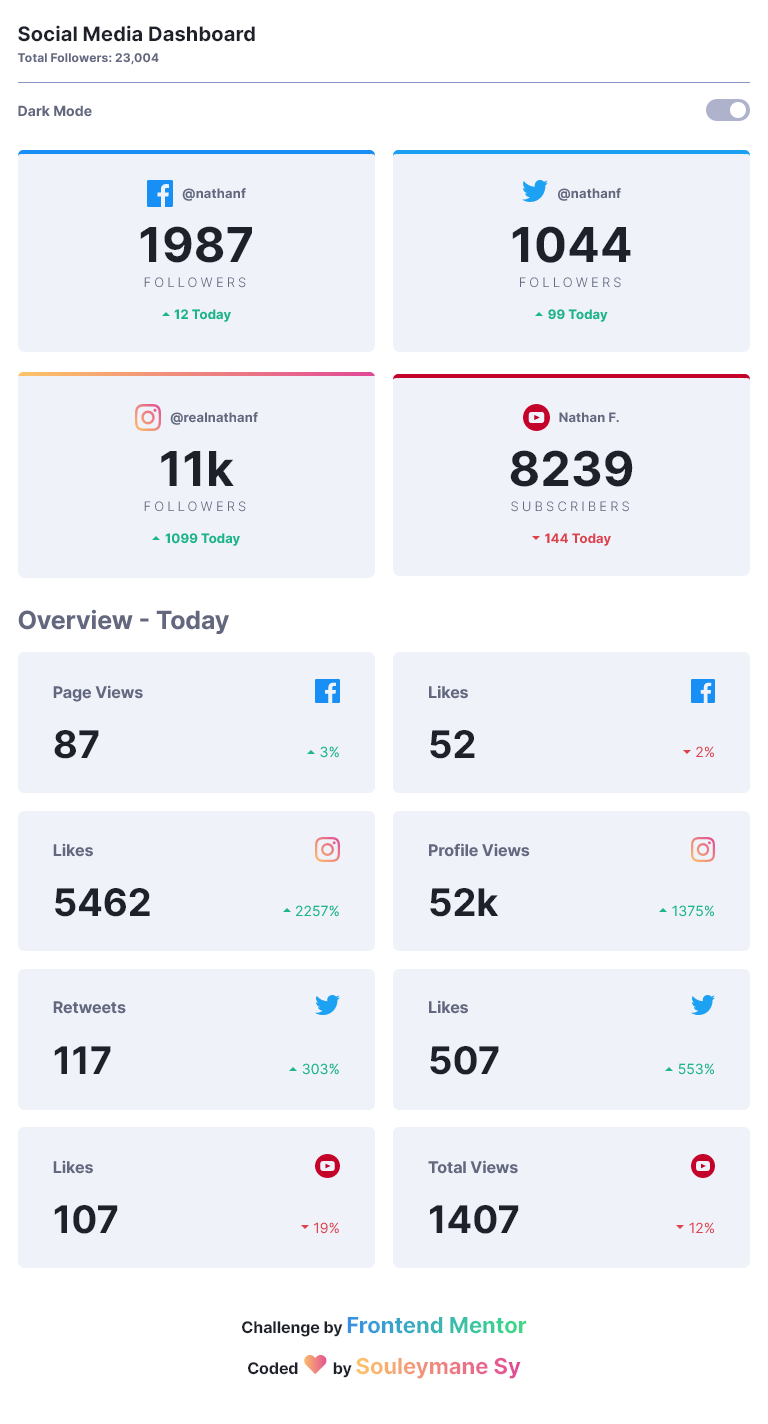 Social Media Dashboard
Total Followers: 23,004
Dark Mode
@nathanf
1987
FOLLOWERS
12 Today
@nathanf
1044
FOLLOWERS
99 Today
@realnathanf
11k
FOLLOWERS
1099 Today
Nathan F.
8239
SUBSCRIBERS
144 Today
Overview - Today
Page Views
87
3%
Likes
52
2%
Likes
5462
2257%
Profile Views
52k
1375%
Retweets
117
303%
Likes
507
553%
Likes
107
19%
Total Views
1407
12%
Challenge by Frontend Mentor
Coded by Souleymane Sy